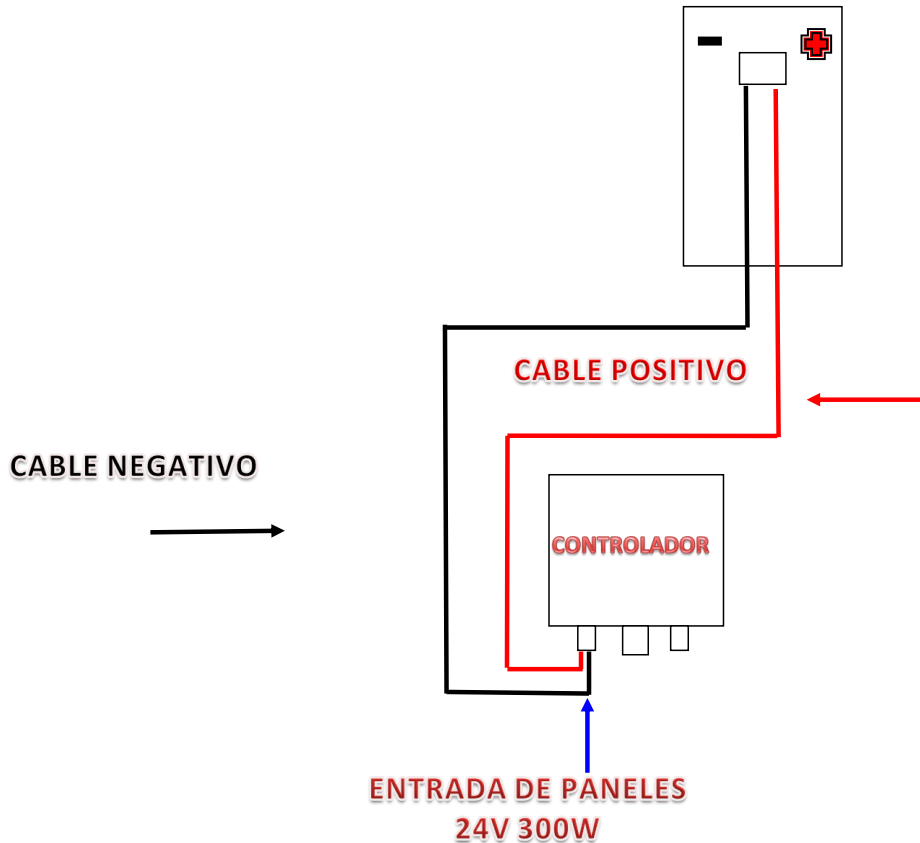 CABLE POSITIVO
CABLE NEGATIVO
CONTROLADOR
ENTRADA DE PANELES
24V 300W